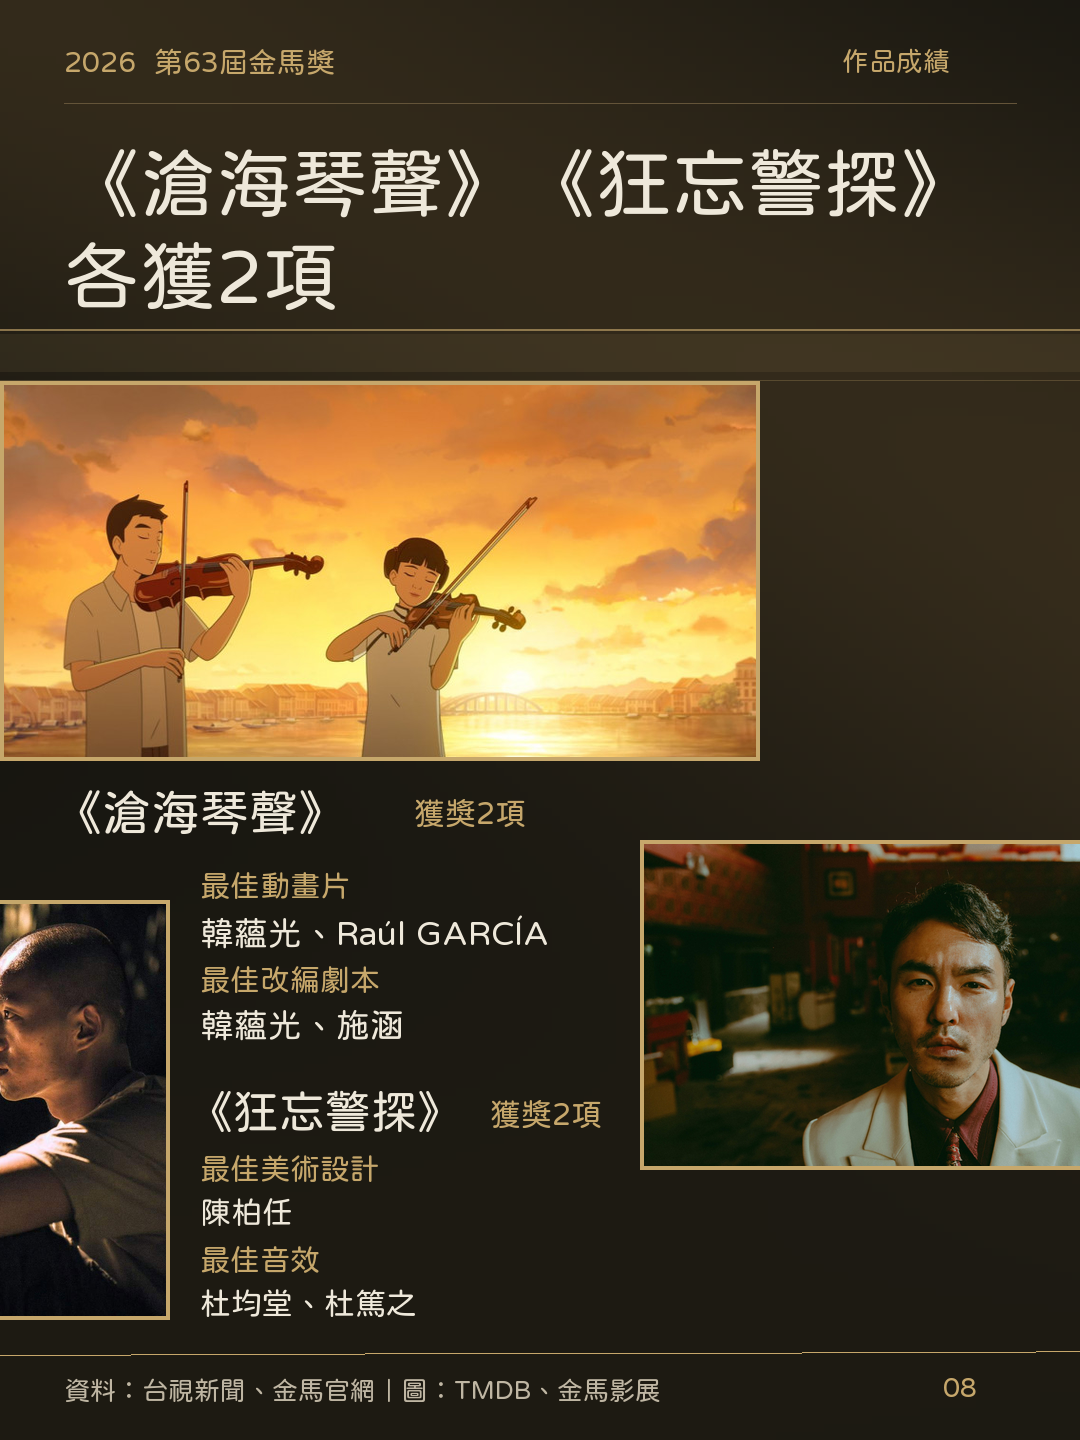 2026 第63屆金馬獎
作品成績
《滄海琴聲》《狂忘警探》
各獲2項
《滄海琴聲》 獲獎2項
最佳動畫片
韓蘊光、Raúl GARCÍA
最佳改編劇本
韓蘊光、施涵
《狂忘警探》 獲獎2項
最佳美術設計
陳柏任
最佳音效
杜均堂、杜篤之
資料：台視新聞、金馬官網｜圖：TMDB、金馬影展
08